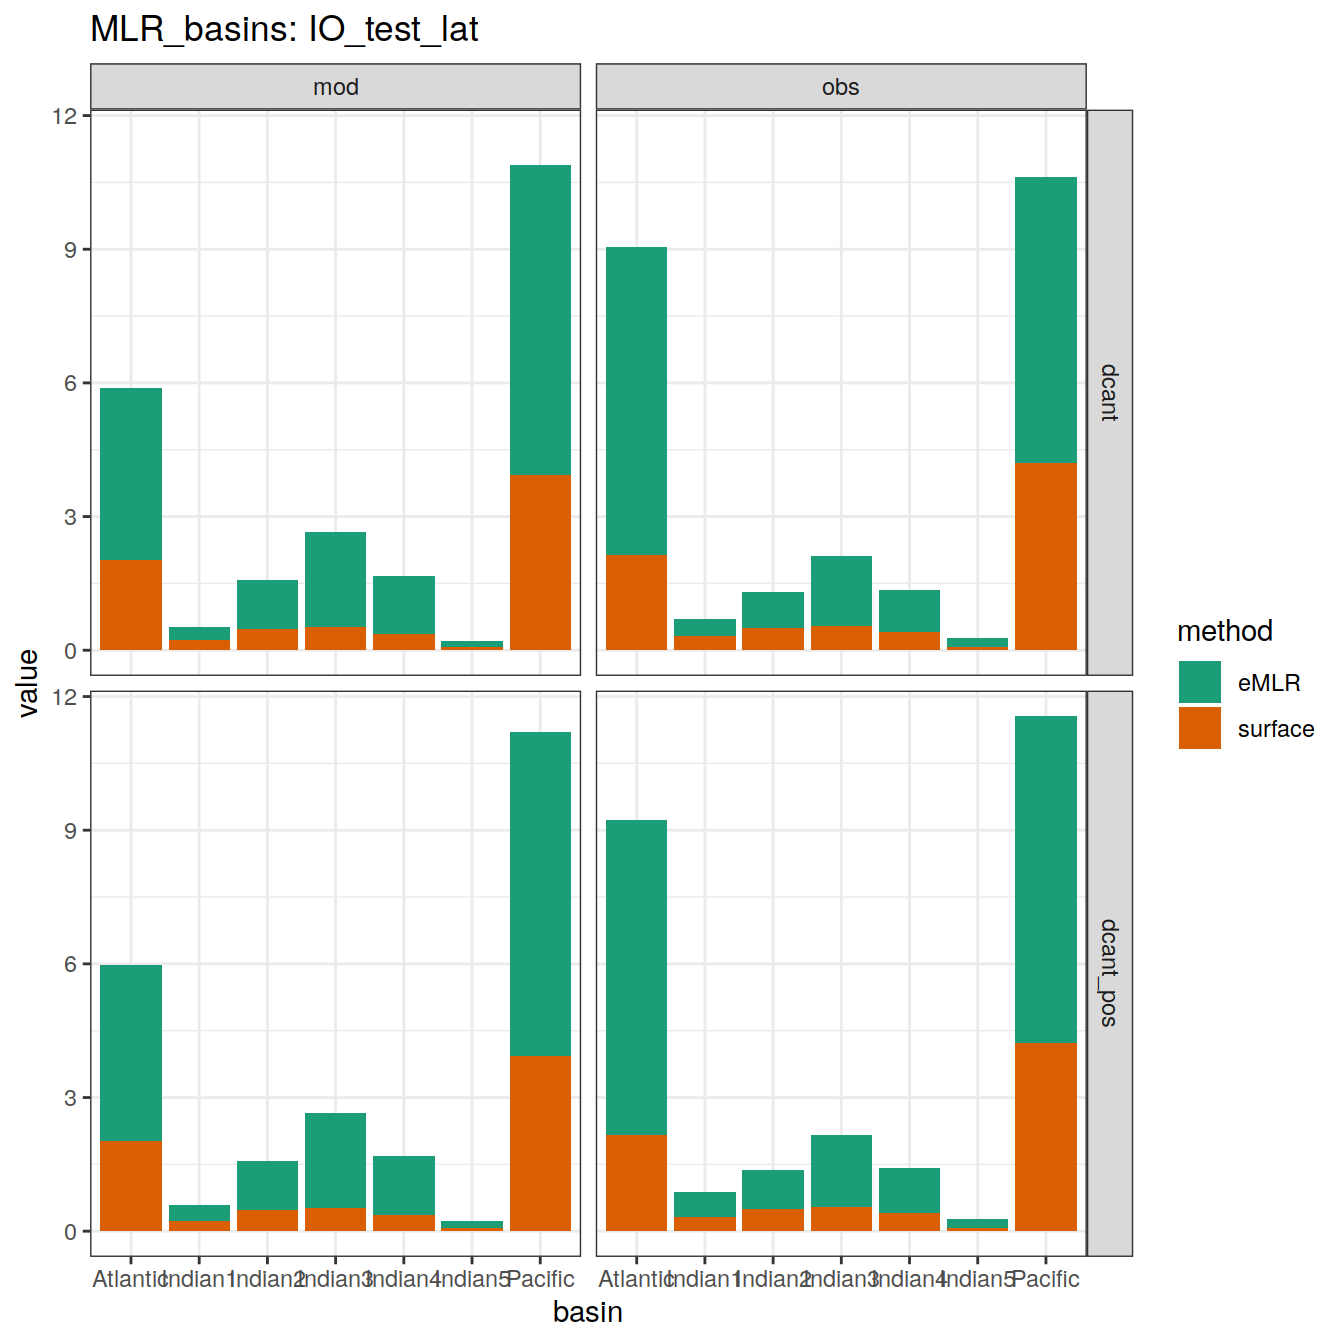 MLR_basins: IO_test_lat
mod
obs
12
9
6
3
0
dcant
12
9
6
3
0
dcant_pos
value
Atlantic Indian1 Indian2 Indian3 Indian4 Indian5 Pacific
Atlantic Indian1 Indian2 Indian3 Indian4 Indian5 Pacific
basin
method
eMLR
surface